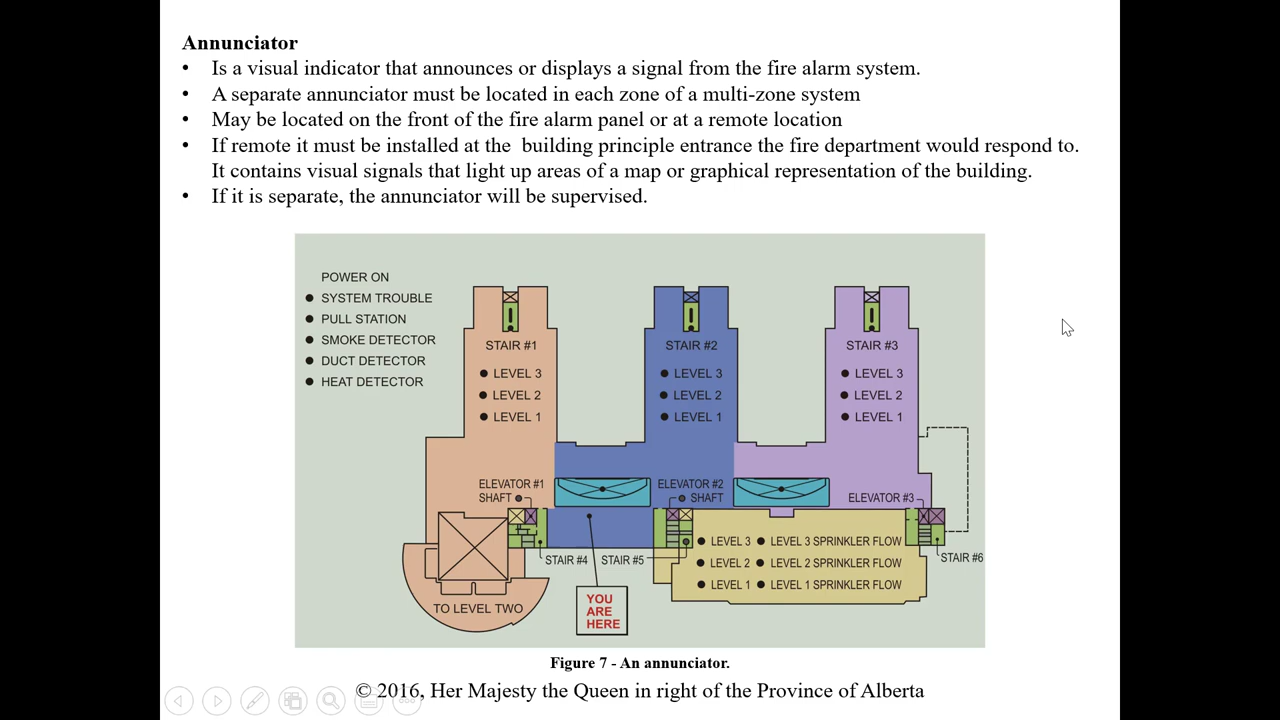 Annunciator
• Is a visual indicator that announces or displays a signal from the fire alarm system.
• A separate annunciator must be located in each zone of a multi-zone system
• May be located on the front of the fire alarm panel or at a remote location
• If remote it must be installed at the  building principle entrance the fire department would respond to.
It contains visual signals that light up areas of a map or graphical representation of the building.
• If it is separate, the annunciator will be supervised.
POWER ON
SYSTEM TROUBLE
PULL STATION
SMOKE DETECTOR
DUCT DETECTOR
HEAT DETECTOR
STAIR #1
LEVEL 3
LEVEL 2
LEVEL 1
STAIR #2
LEVEL 3
LEVEL 2
LEVEL 1
STAIR #3
LEVEL 3
LEVEL 2
LEVEL 1
ELEVATOR #1
SHAFT
ELEVATOR #2
SHAFT
ELEVATOR #3
LEVEL 3 LEVEL 3 SPRINKLER FLOW
LEVEL 2 LEVEL 2 SPRINKLER FLOW
LEVEL 1 LEVEL 1 SPRINKLER FLOW
STAIR #4
STAIR #5
STAIR #6
TO LEVEL TWO
YOU
ARE
HERE
Figure 7 - An annunciator.
© 2016, Her Majesty the Queen in right of the Province of Alberta